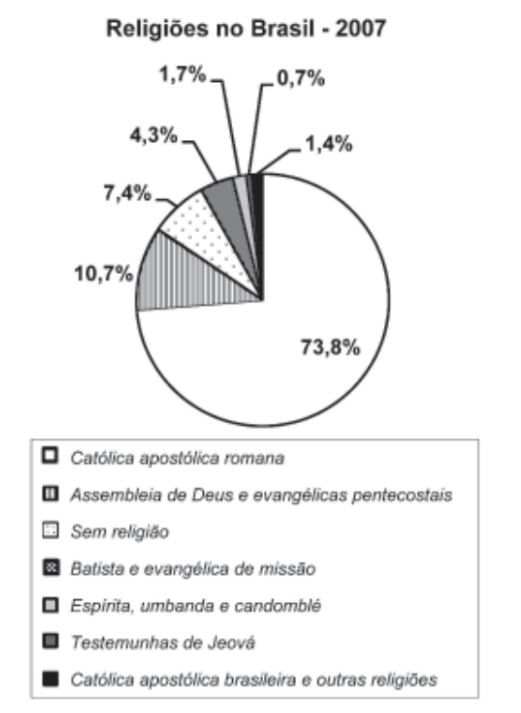 Religiões no Brasil - 2007
1,7%
0,7%
4,3%
1,4%
7,4%
10,7%
73,8%
Católica apostólica romana
Assembleia de Deus e evangélicas pentecostais
Sem religião
Batista e evangélica de missão
Espírita, umbanda e candomblé
Testemunhas de Jeová
Católica apostólica brasileira e outras religiões